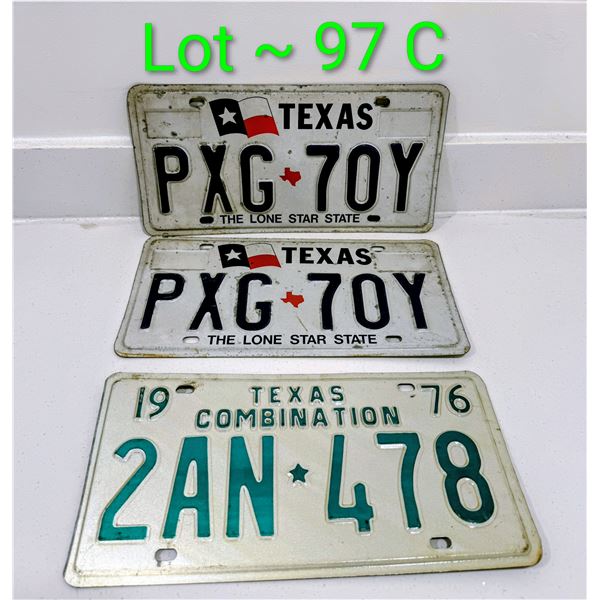 Lot ~ 97 C
TEXAS
PXG 70Y
THE LONE STAR STATE
TEXAS
PXG 70Y
THE LONE STAR STATE
19 TEXAS 76
COMBINATION
2AN★478